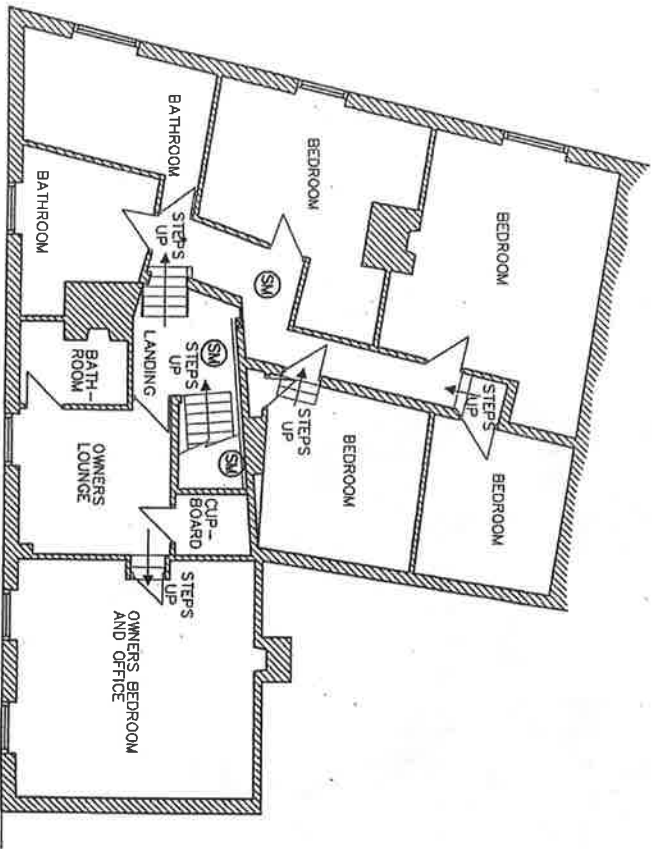 BATHROOM
BATHROOM
BEDROOM
BEDROOM
STEPS
UP
SM
BATH-
ROOM
LANDING
SM
STEPS
UP
STEPS
UP
STEPS
UP
BEDROOM
BEDROOM
SM
OWNERS
LOUNGE
CUP-
BOARD
STEPS
UP
OWNERS BEDROOM
AND OFFICE